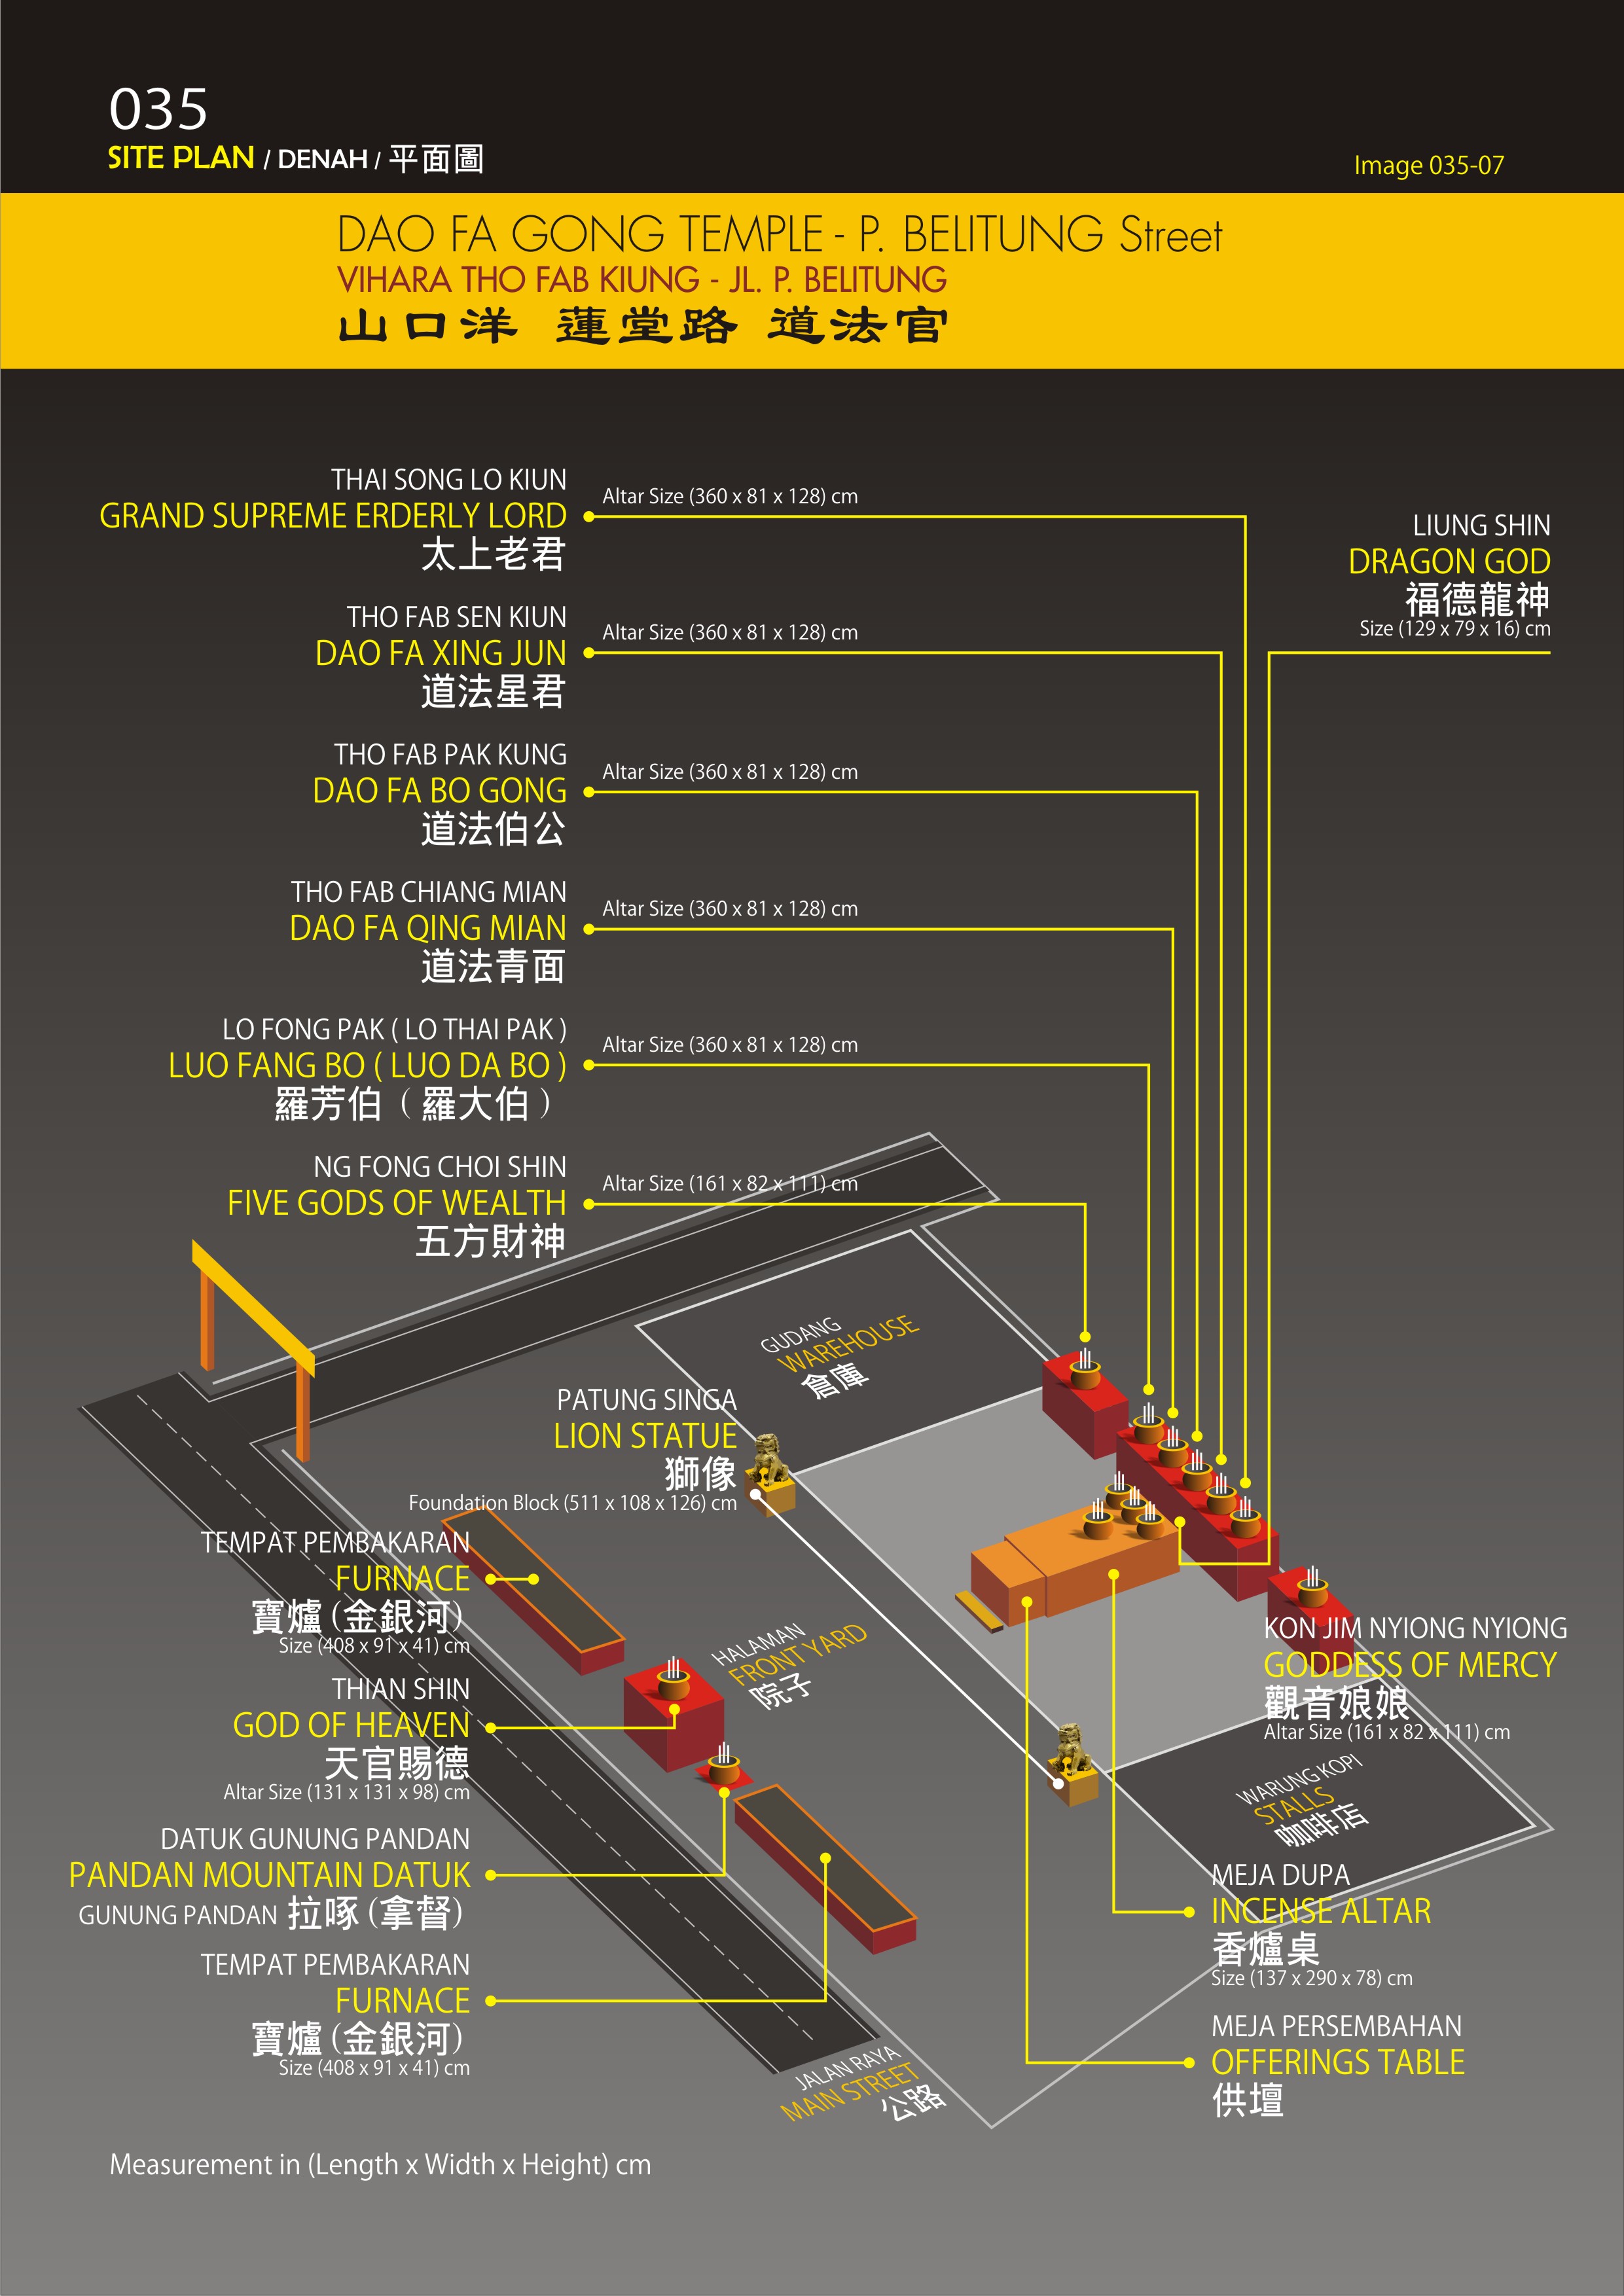 035
SITE PLAN / DENAH / 平面圖
Image 035-07
DAO FA GONG TEMPLE - P. BELITUNG Street
VIHARA THO FAB KIUNG - JL. P. BELITUNG
山口洋 蓮堂路 道法官
THAI SONG LO KIUN
GRAND SUPREME ERDERLY LORD
太上老君
Altar Size (360 x 81 x 128) cm
LIUNG SHIN
DRAGON GOD
福德龍神
Size (129 x 79 x 16) cm
THO FAB SEN KIUN
DAO FA XING JUN
道法星君
Altar Size (360 x 81 x 128) cm
THO FAB PAK KUNG
DAO FA BO GONG
道法伯公
Altar Size (360 x 81 x 128) cm
THO FAB CHIANG MIAN
DAO FA QING MIAN
道法青面
Altar Size (360 x 81 x 128) cm
LO FONG PAK ( LO THAI PAK )
LUO FANG BO ( LUO DA BO )
羅芳伯 ( 羅大伯 )
Altar Size (360 x 81 x 128) cm
NG FONG CHOI SHIN
FIVE GODS OF WEALTH
五方財神
Altar Size (161 x 82 x 111) cm
GUDANG
WAREHOUSE
倉庫
PATUNG SINGA
LION STATUE
獅像
Foundation Block (511 x 108 x 126) cm
TEMPAT PEMBAKARAN
FURNACE
寶爐 (金銀河)
Size (408 x 91 x 41) cm
HALAMAN
FRONT YARD
院子
KON JIM NYIONG NYIONG
GODDESS OF MERCY
觀音娘娘
Altar Size (161 x 82 x 111) cm
THIAN SHIN
GOD OF HEAVEN
天官賜德
Altar Size (131 x 131 x 98) cm
WARUNG KOPI
STALLS
咖啡店
DATUK GUNUNG PANDAN
PANDAN MOUNTAIN DATUK
GUNUNG PANDAN 拉啄 (拿督)
MEJA DUPA
INCENSE ALTAR
香爐桌
Size (137 x 290 x 78) cm
TEMPAT PEMBAKARAN
FURNACE
寶爐 (金銀河)
Size (408 x 91 x 41) cm
MEJA PERSEMBAHAN
OFFERINGS TABLE
供壇
JALAN RAYA
MAIN STREET
公路
Measurement in (Length x Width x Height) cm